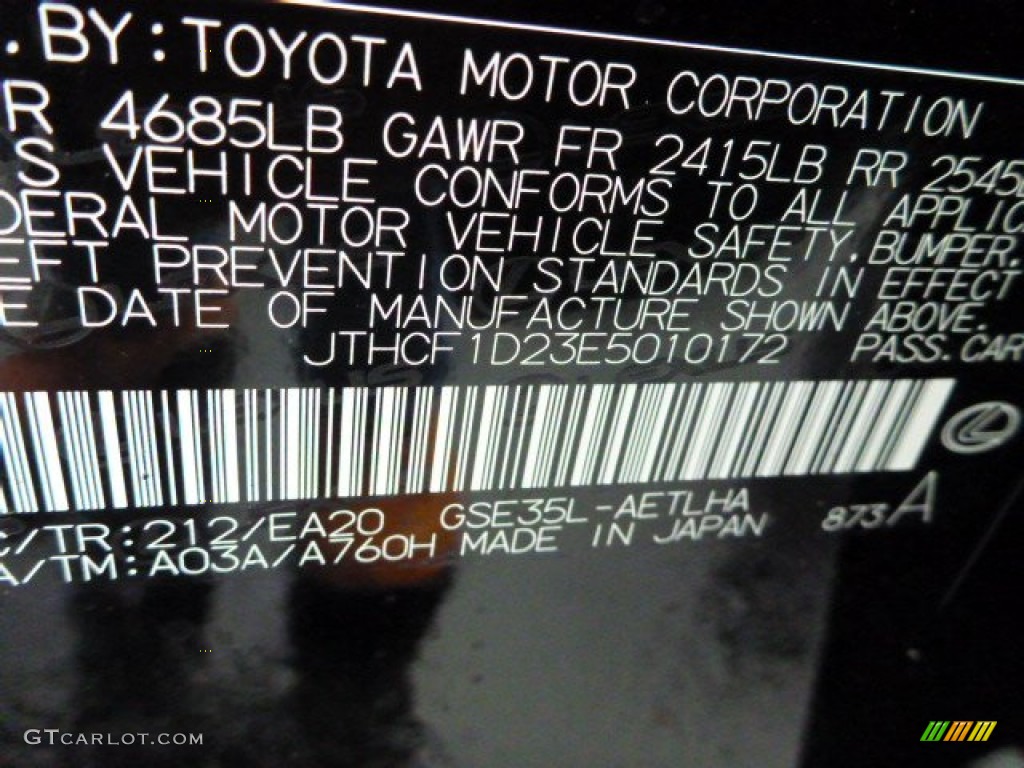 . BY: TOYOTA MOTOR CORPORATION
R 4685LB GAWR FR 2415LB RR 2545L
S VEHICLE CONFORMS TO ALL APPLIC
DERAL MOTOR VEHICLE SAFETY, BUMPER,
EFT PREVENTION STANDARDS IN EFFECT
E DATE OF MANUFACTURE SHOWN ABOVE.
JTHCF1D23E5010172 PASS. CAR
C/TR: 212/EA20 GSE35L-AETLHA
A/TM: A03A/A760H MADE IN JAPAN 873A
GTCARLOT.COM